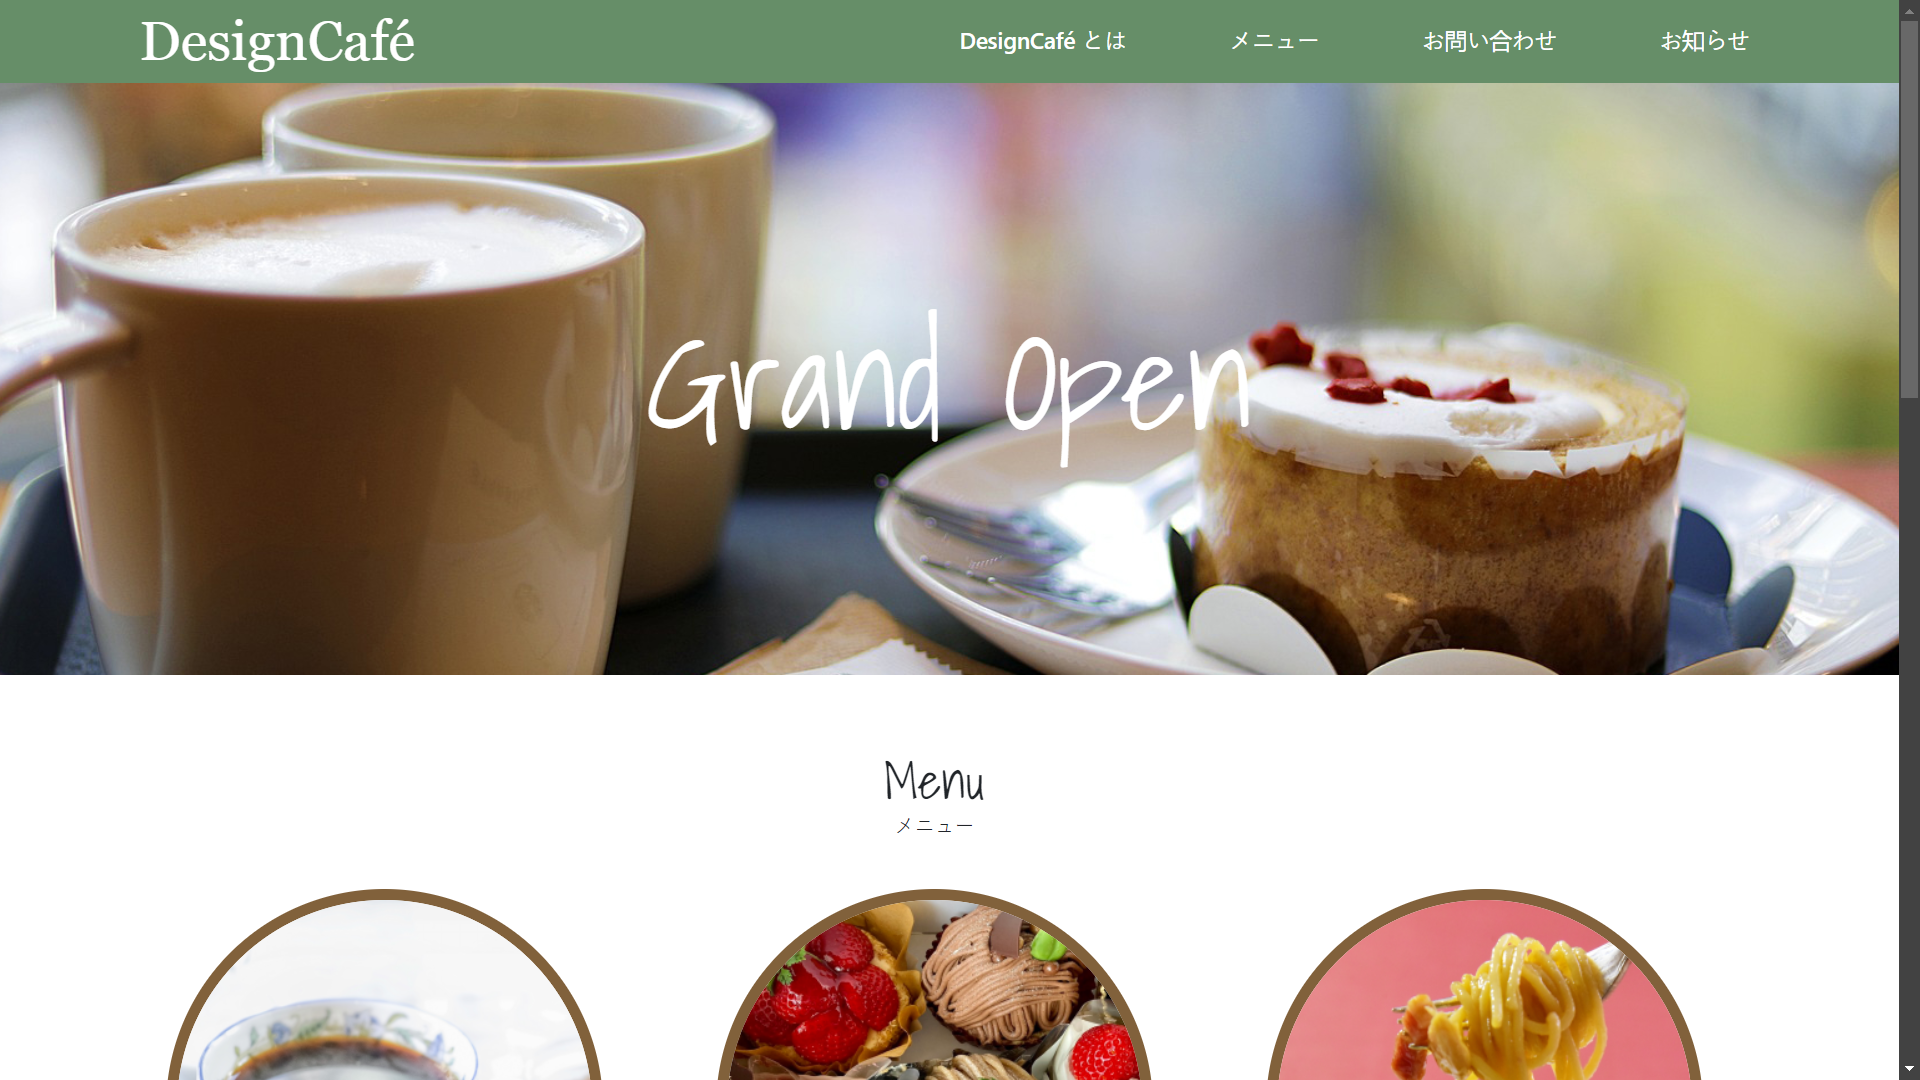 DesignCafé
DesignCafé とは
メニュー
お問い合わせ
お知らせ
Grand Open
Menu
メニュー